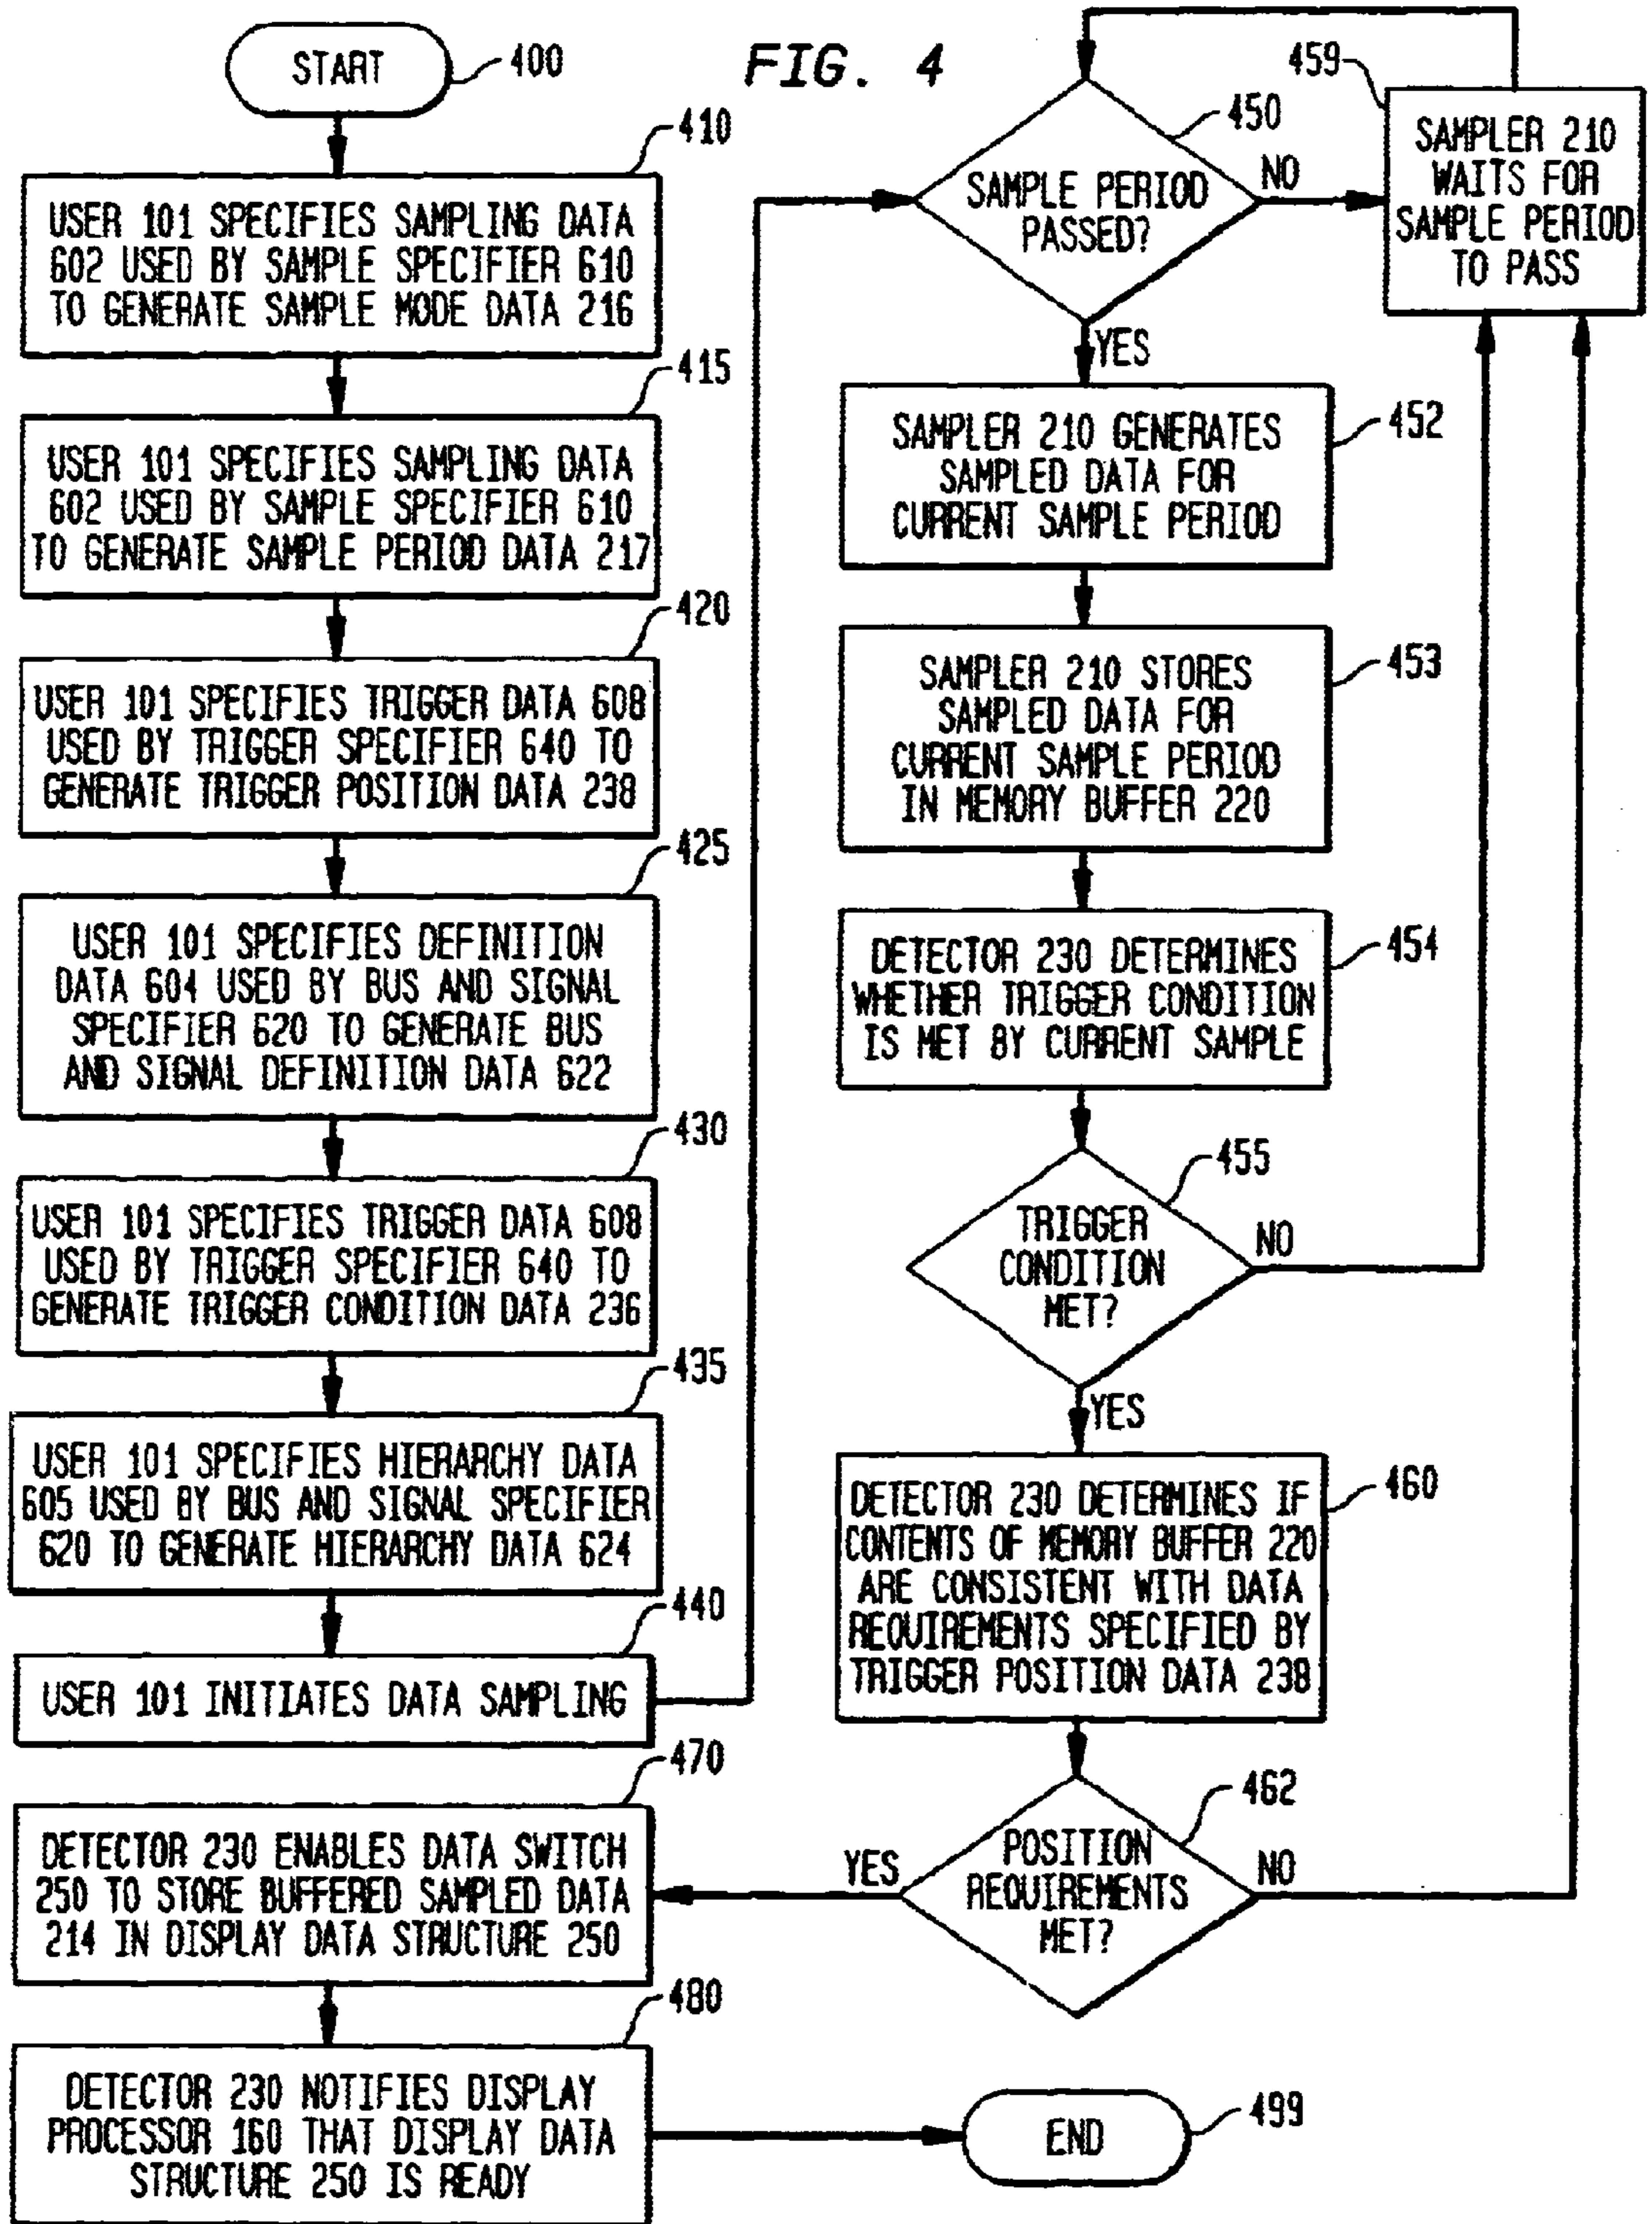 FIG. 4
START
400
410
USER 101 SPECIFIES SAMPLING DATA
602 USED BY SAMPLE SPECIFIER 610
TO GENERATE SAMPLE MODE DATA 216
415
USER 101 SPECIFIES SAMPLING DATA
602 USED BY SAMPLE SPECIFIER 610
TO GENERATE SAMPLE PERIOD DATA 217
420
USER 101 SPECIFIES TRIGGER DATA 608
USED BY TRIGGER SPECIFIER 640 TO
GENERATE TRIGGER POSITION DATA 238
425
USER 101 SPECIFIES DEFINITION
DATA 604 USED BY BUS AND SIGNAL
SPECIFIER 620 TO GENERATE BUS
AND SIGNAL DEFINITION DATA 622
430
USER 101 SPECIFIES TRIGGER DATA 608
USED BY TRIGGER SPECIFIER 640 TO
GENERATE TRIGGER CONDITION DATA 236
435
USER 101 SPECIFIES HIERARCHY DATA
605 USED BY BUS AND SIGNAL SPECIFIER
620 TO GENERATE HIERARCHY DATA 624
440
USER 101 INITIATES DATA SAMPLING
450
SAMPLE PERIOD
PASSED?
NO
459
SAMPLER 210
WAITS FOR
SAMPLE PERIOD
TO PASS
YES
452
SAMPLER 210 GENERATES
SAMPLED DATA FOR
CURRENT SAMPLE PERIOD
453
SAMPLER 210 STORES
SAMPLED DATA FOR
CURRENT SAMPLE PERIOD
IN MEMORY BUFFER 220
454
DETECTOR 230 DETERMINES
WHETHER TRIGGER CONDITION
IS MET BY CURRENT SAMPLE
455
TRIGGER
CONDITION
MET?
NO
YES
460
DETECTOR 230 DETERMINES IF
CONTENTS OF MEMORY BUFFER 220
ARE CONSISTENT WITH DATA
REQUIREMENTS SPECIFIED BY
TRIGGER POSITION DATA 238
462
POSITION
REQUIREMENTS
MET?
NO
YES
470
DETECTOR 230 ENABLES DATA SWITCH
250 TO STORE BUFFERED SAMPLED DATA
214 IN DISPLAY DATA STRUCTURE 250
480
DETECTOR 230 NOTIFIES DISPLAY
PROCESSOR 160 THAT DISPLAY DATA
STRUCTURE 250 IS READY
END
499